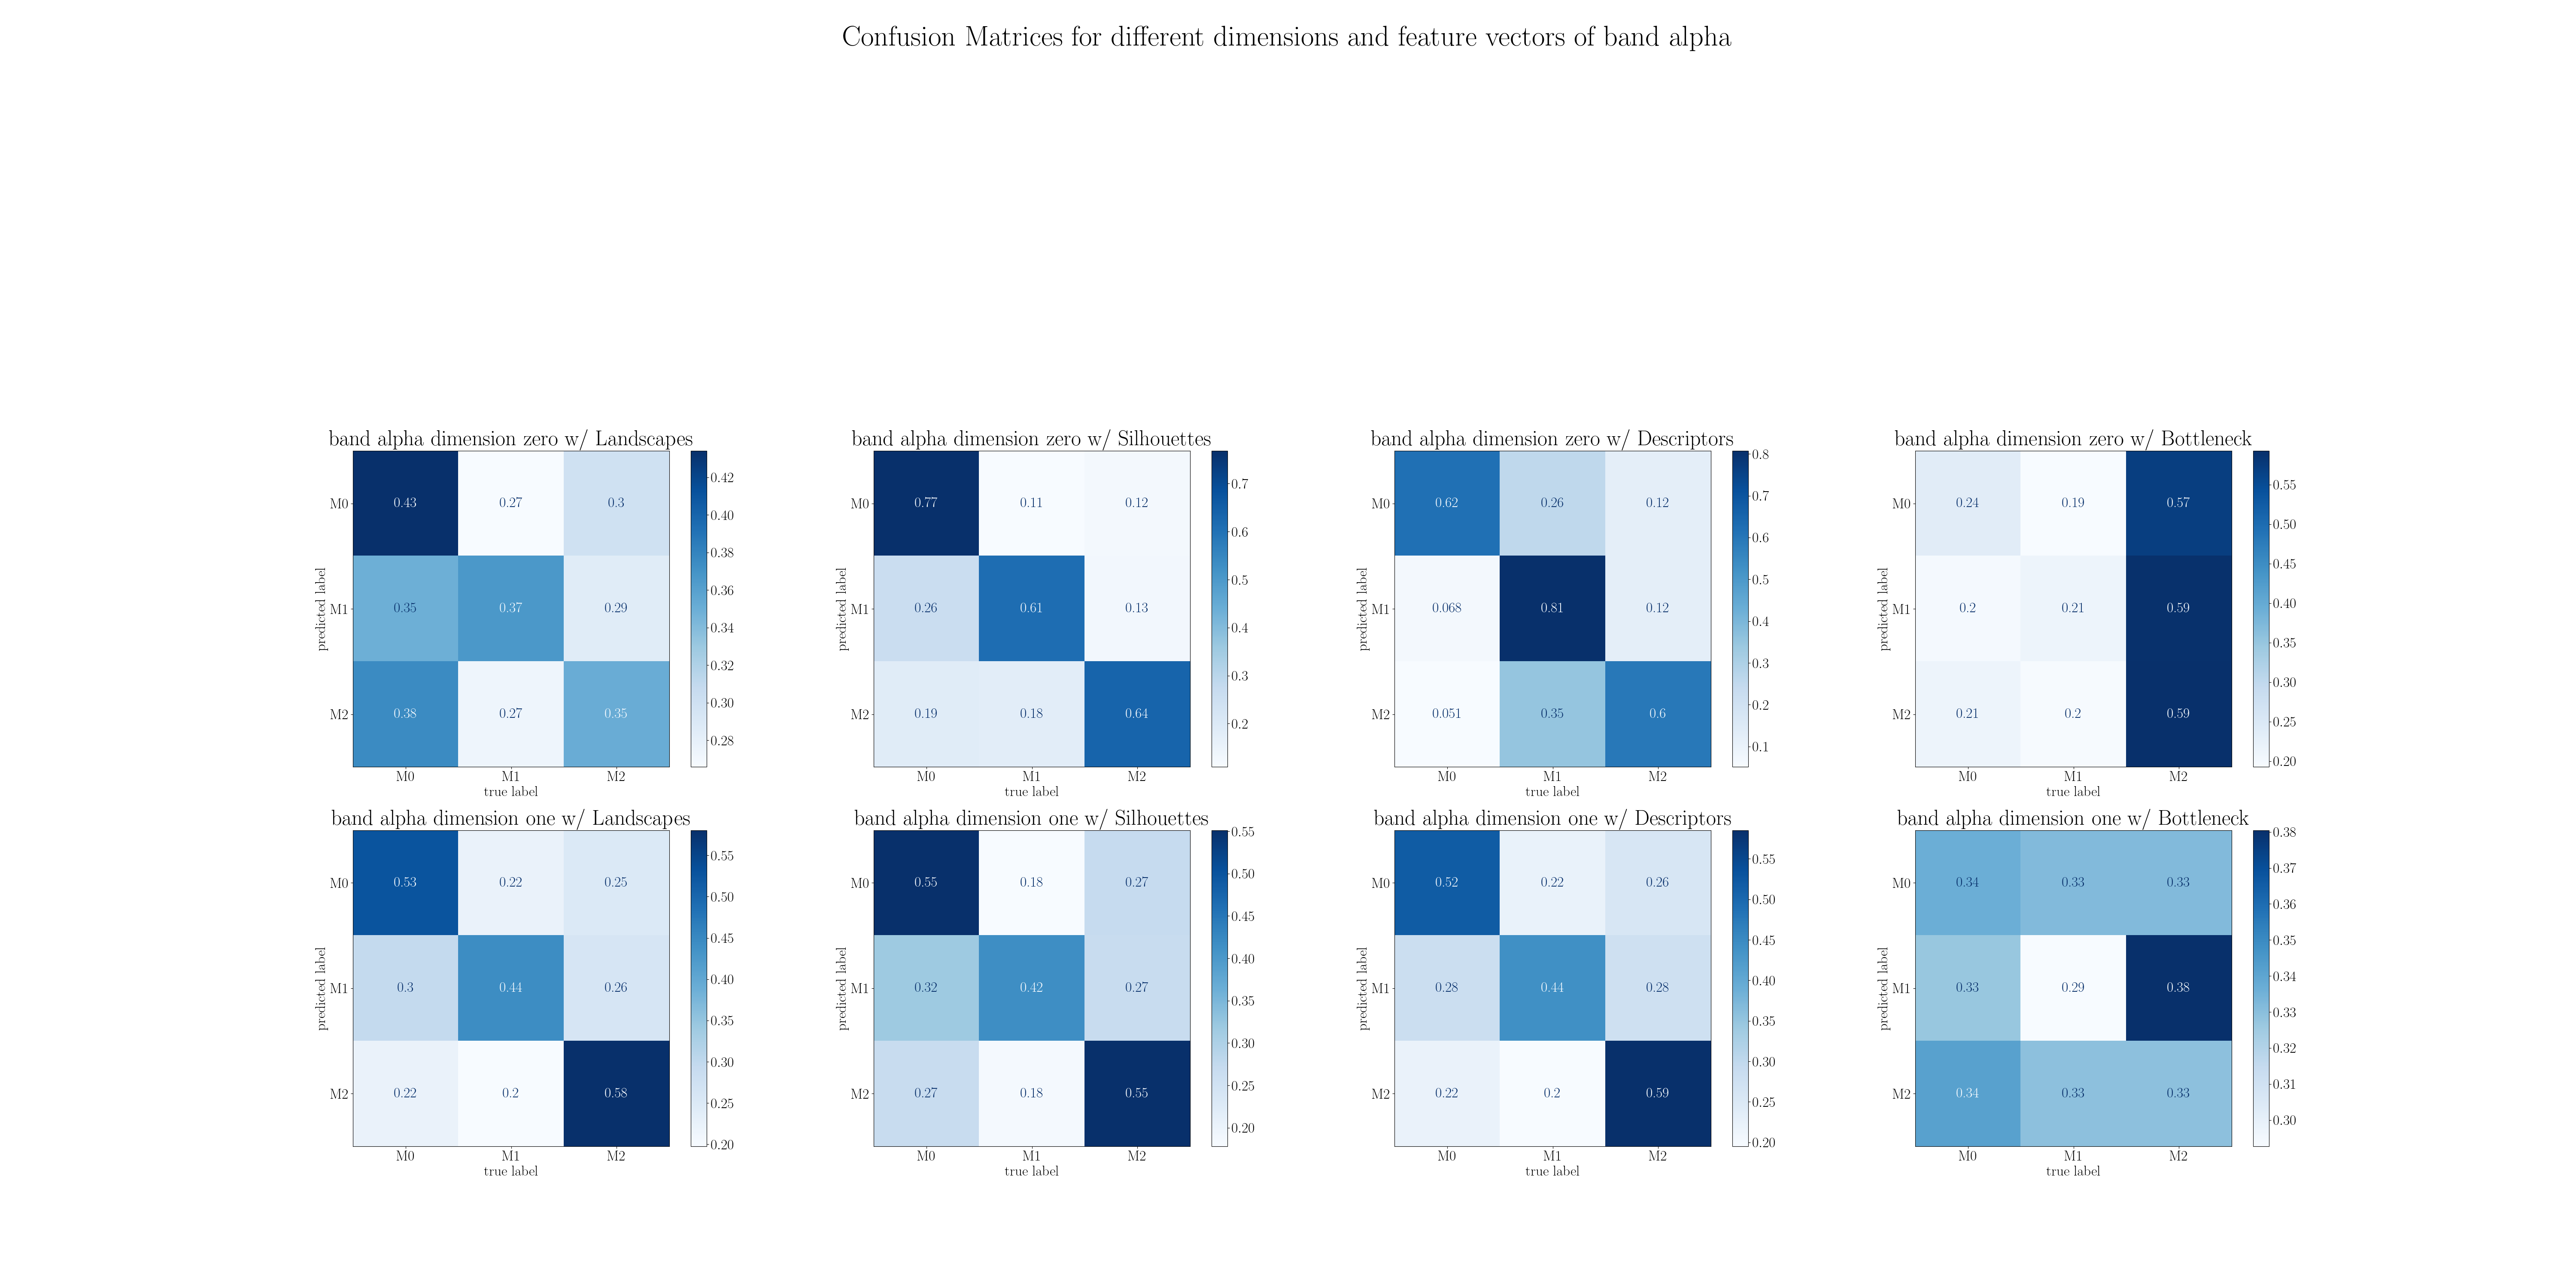 Confusion Matrices for different dimensions and feature vectors of band alpha
band alpha dimension zero w/ Landscapes
predicted label
M0 0.43 0.27 0.3
M1 0.35 0.37 0.29
M2 0.38 0.27 0.35
M0 M1 M2
true label
0.42
0.40
0.38
0.36
0.34
0.32
0.30
0.28
band alpha dimension zero w/ Silhouettes
predicted label
M0 0.77 0.11 0.12
M1 0.26 0.61 0.13
M2 0.19 0.18 0.64
M0 M1 M2
true label
0.7
0.6
0.5
0.4
0.3
0.2
band alpha dimension zero w/ Descriptors
predicted label
M0 0.62 0.26 0.12
M1 0.068 0.81 0.12
M2 0.051 0.35 0.6
M0 M1 M2
true label
0.8
0.7
0.6
0.5
0.4
0.3
0.2
0.1
band alpha dimension zero w/ Bottleneck
predicted label
M0 0.24 0.19 0.57
M1 0.2 0.21 0.59
M2 0.21 0.2 0.59
M0 M1 M2
true label
0.55
0.50
0.45
0.40
0.35
0.30
0.25
0.20
band alpha dimension one w/ Landscapes
predicted label
M0 0.53 0.22 0.25
M1 0.3 0.44 0.26
M2 0.22 0.2 0.58
M0 M1 M2
true label
0.55
0.50
0.45
0.40
0.35
0.30
0.25
0.20
band alpha dimension one w/ Silhouettes
predicted label
M0 0.55 0.18 0.27
M1 0.32 0.42 0.27
M2 0.27 0.18 0.55
M0 M1 M2
true label
0.55
0.50
0.45
0.40
0.35
0.30
0.25
0.20
band alpha dimension one w/ Descriptors
predicted label
M0 0.52 0.22 0.26
M1 0.28 0.44 0.28
M2 0.22 0.2 0.59
M0 M1 M2
true label
0.55
0.50
0.45
0.40
0.35
0.30
0.25
0.20
band alpha dimension one w/ Bottleneck
predicted label
M0 0.34 0.33 0.33
M1 0.33 0.29 0.38
M2 0.34 0.33 0.33
M0 M1 M2
true label
0.38
0.37
0.36
0.35
0.34
0.33
0.32
0.31
0.30